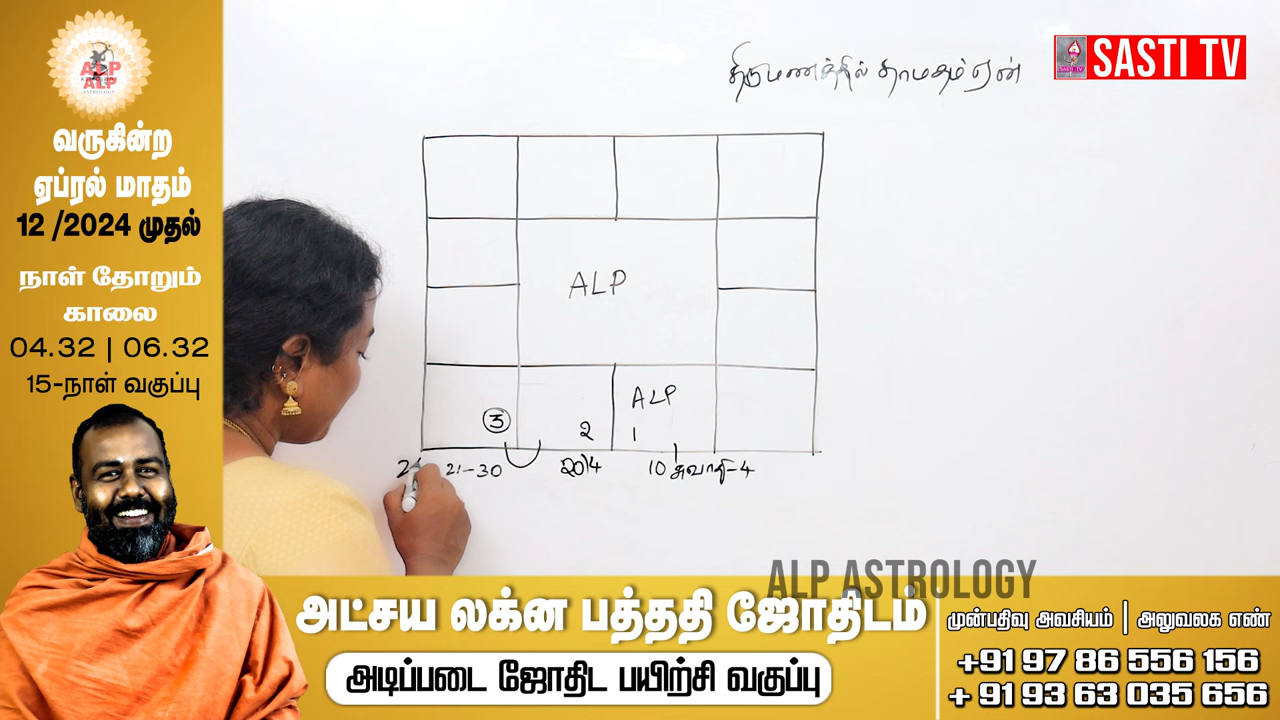 ALP
ALP
ASTROLOGY
வருகின்ற
ஏப்ரல் மாதம்
12 /2024 முதல்
நாள் தோறும்
காலை
04.32 | 06.32
15-நாள் வகுப்பு
திருமணத்தில் தாமதம் ஏன்
SASTI TV
ALP
ALP
3
2
1
21-30
2014
10 சுவாதி-4
ALP ASTROLOGY
அட்சய லக்ன பத்ததி ஜோதிடம்
அடிப்படை ஜோதிட பயிற்சி வகுப்பு
முன்பதிவு அவசியம் | அலுவலக எண்
+91 97 86 556 156
+ 91 93 63 035 656